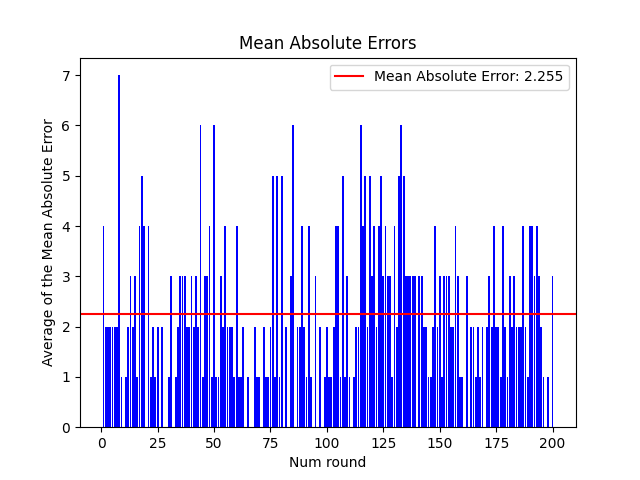 Mean Absolute Errors
Mean Absolute Error: 2.255
Average of the Mean Absolute Error
7
6
5
4
3
2
1
0
0 25 50 75 100 125 150 175 200
Num round